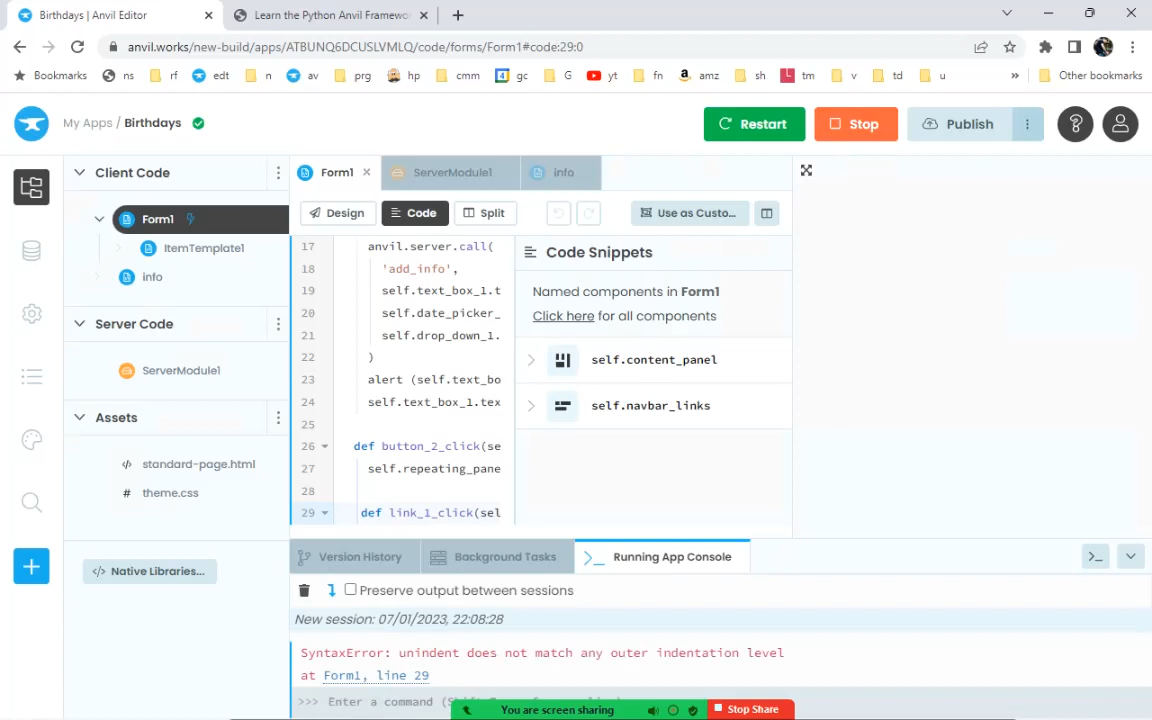 Birthdays | Anvil Editor
Learn the Python Anvil Framewo
anvil.works/new-build/apps/ATBUNQ6DCUSLVMLQ/code/forms/Form1#code:29:0
Bookmarks ns rf edt n av prg hp cmm gc G yt fn amz sh tm v td u » Other bookmarks
My Apps / Birthdays
Restart
Stop
Publish
Client Code
Form1
ItemTemplate1
info
Server Code
ServerModule1
Assets
standard-page.html
theme.css
Native Libraries...
Form1
ServerModule1
info
Design
Code
Split
Use as Custo...
17 anvil.server.call(
18 'add_info',
19 self.text_box_1.t
20 self.date_picker_
21 self.drop_down_1.
22 )
23 alert (self.text_bo
24 self.text_box_1.tex
25
26 def button_2_click(se
27 self.repeating_pane
28
29 def link_1_click(sel
Code Snippets
Named components in Form1
Click here for all components
self.content_panel
self.navbar_links
Version History
Background Tasks
Running App Console
Preserve output between sessions
New session: 07/01/2023, 22:08:28
SyntaxError: unindent does not match any outer indentation level
at Form1, line 29
>>> Enter a command
You are screen sharing
Stop Share